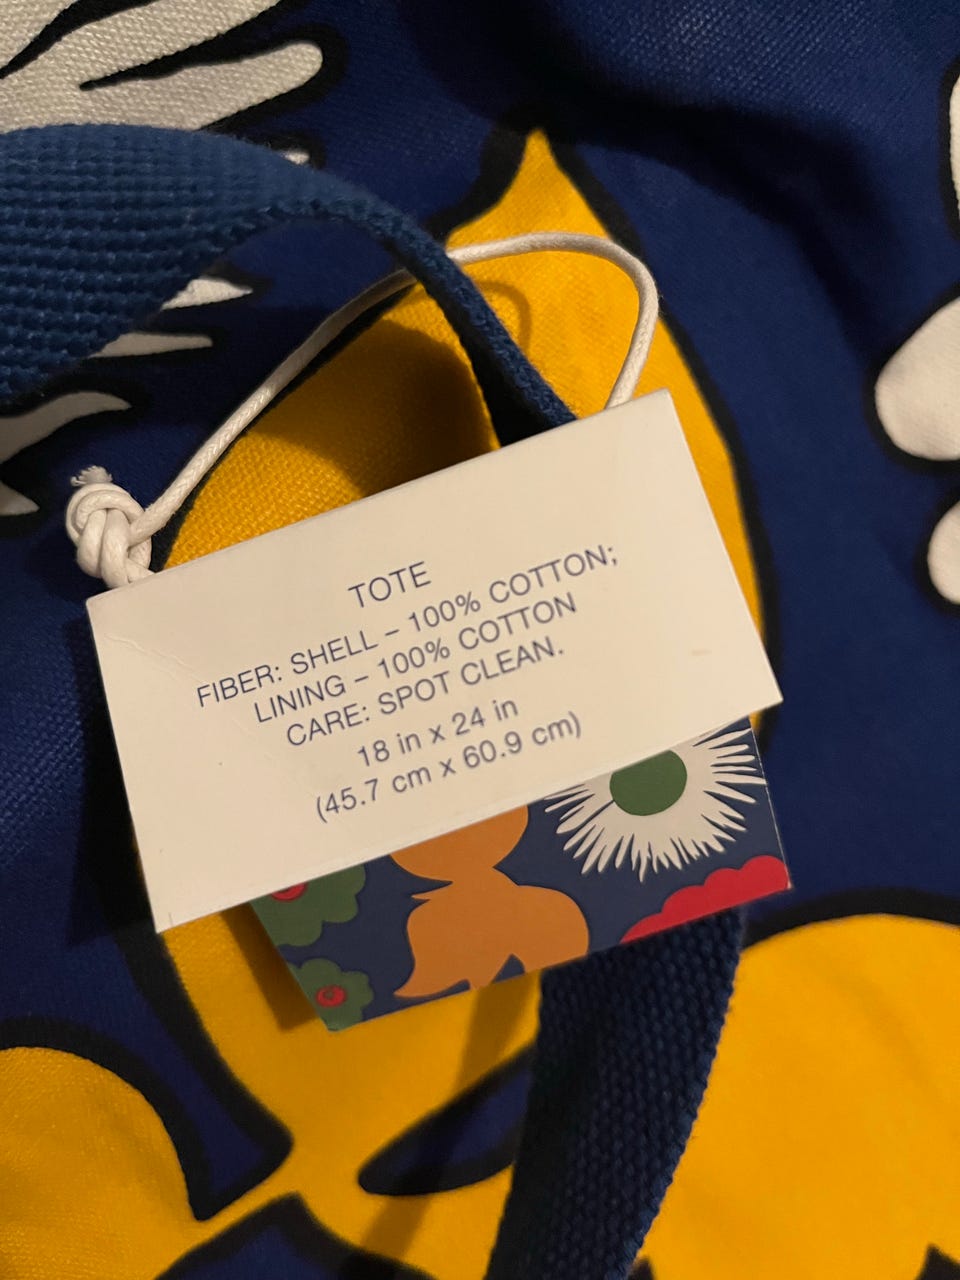 TOTE
FIBER: SHELL – 100% COTTON;
LINING – 100% COTTON
CARE: SPOT CLEAN.
18 in x 24 in
(45.7 cm x 60.9 cm)